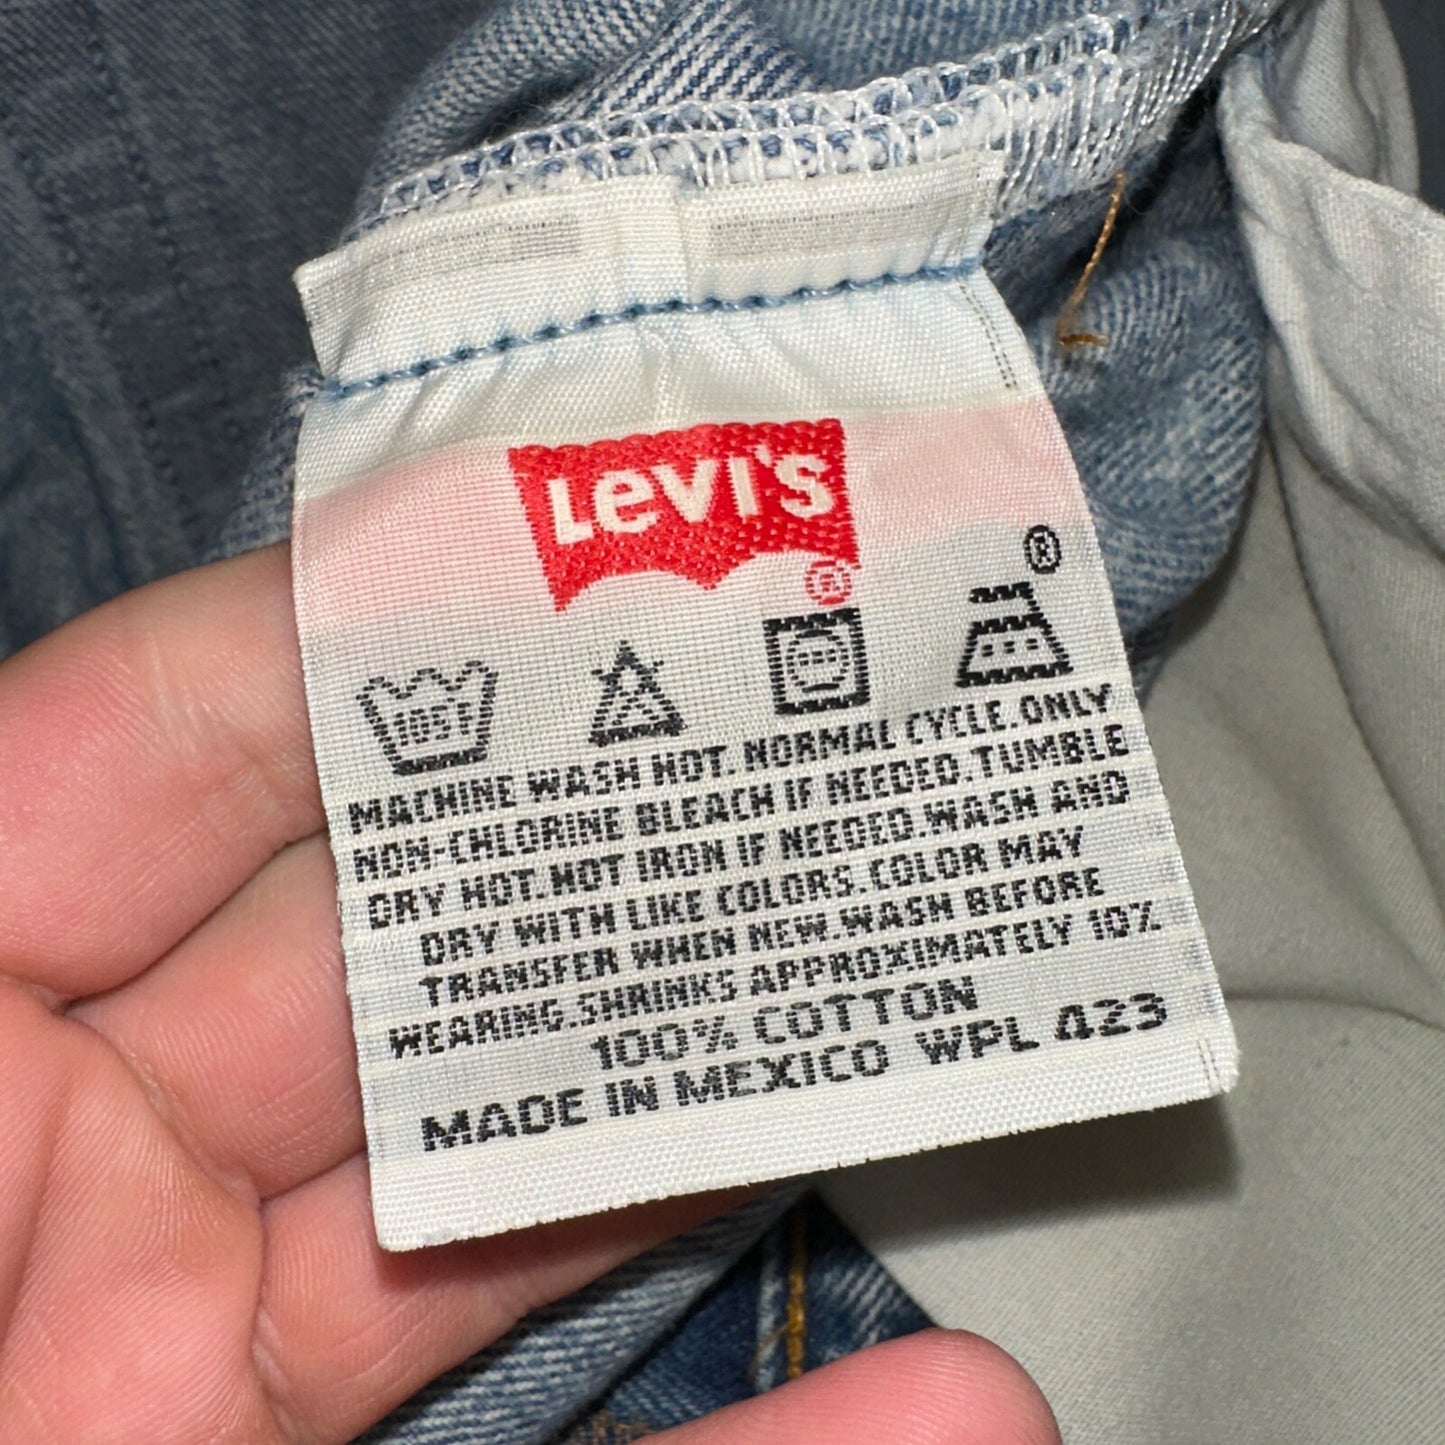 Levi's
®
®
105F
MACHINE WASH HOT. NORMAL CYCLE. ONLY
NON-CHLORINE BLEACH IF NEEDED. TUMBLE
DRY HOT. HOT IRON IF NEEDED. WASH AND
DRY WITH LIKE COLORS. COLOR MAY
TRANSFER WHEN NEW. WASH BEFORE
WEARING. SHRINKS APPROXIMATELY 10%
100% COTTON
MADE IN MEXICO WPL 423